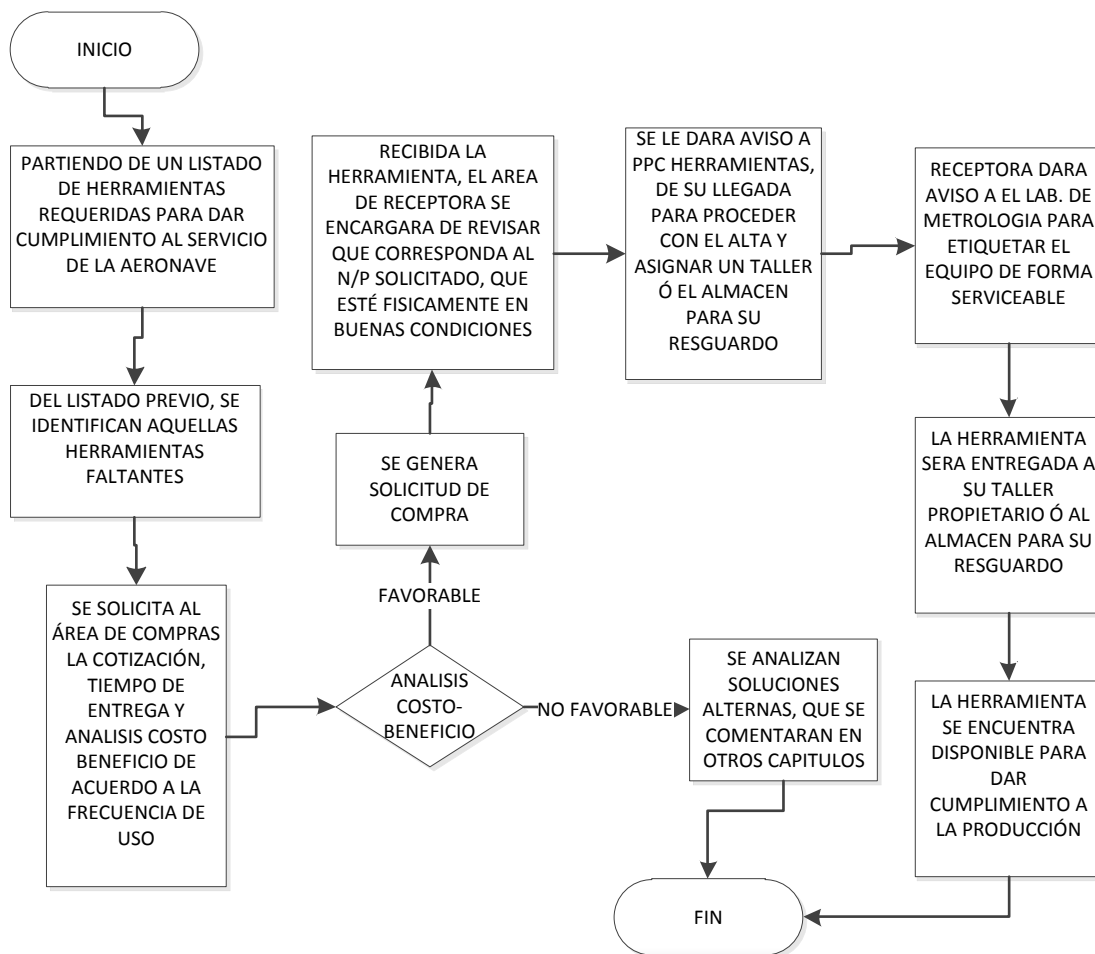 INICIO
PARTIENDO DE UN LISTADO
DE HERRAMIENTAS
REQUERIDAS PARA DAR
CUMPLIMIENTO AL SERVICIO
DE LA AERONAVE
DEL LISTADO PREVIO, SE
IDENTIFICAN AQUELLAS
HERRAMIENTAS
FALTANTES
SE SOLICITA AL
ÁREA DE COMPRAS
LA COTIZACIÓN,
TIEMPO DE
ENTREGA Y
ANALISIS COSTO
BENEFICIO DE
ACUERDO A LA
FRECUENCIA DE
USO
ANALISIS
COSTO-
BENEFICIO
FAVORABLE
SE GENERA
SOLICITUD DE
COMPRA
RECIBIDA LA
HERRAMIENTA, EL AREA
DE RECEPTORA SE
ENCARGARA DE REVISAR
QUE CORRESPONDA AL
N/P SOLICITADO, QUE
ESTÉ FISICAMENTE EN
BUENAS CONDICIONES
SE LE DARA AVISO A
PPC HERRAMIENTAS,
DE SU LLEGADA
PARA PROCEDER
CON EL ALTA Y
ASIGNAR UN TALLER
Ó EL ALMACEN
PARA SU
RESGUARDO
RECEPTORA DARA
AVISO A EL LAB. DE
METROLOGIA PARA
ETIQUETAR EL
EQUIPO DE FORMA
SERVICEABLE
LA HERRAMIENTA
SERA ENTREGADA A
SU TALLER
PROPIETARIO Ó AL
ALMACEN PARA SU
RESGUARDO
LA HERRAMIENTA
SE ENCUENTRA
DISPONIBLE PARA
DAR
CUMPLIMIENTO A
LA PRODUCCIÓN
NO FAVORABLE
SE ANALIZAN
SOLUCIONES
ALTERNAS, QUE SE
COMENTARAN EN
OTROS CAPITULOS
FIN